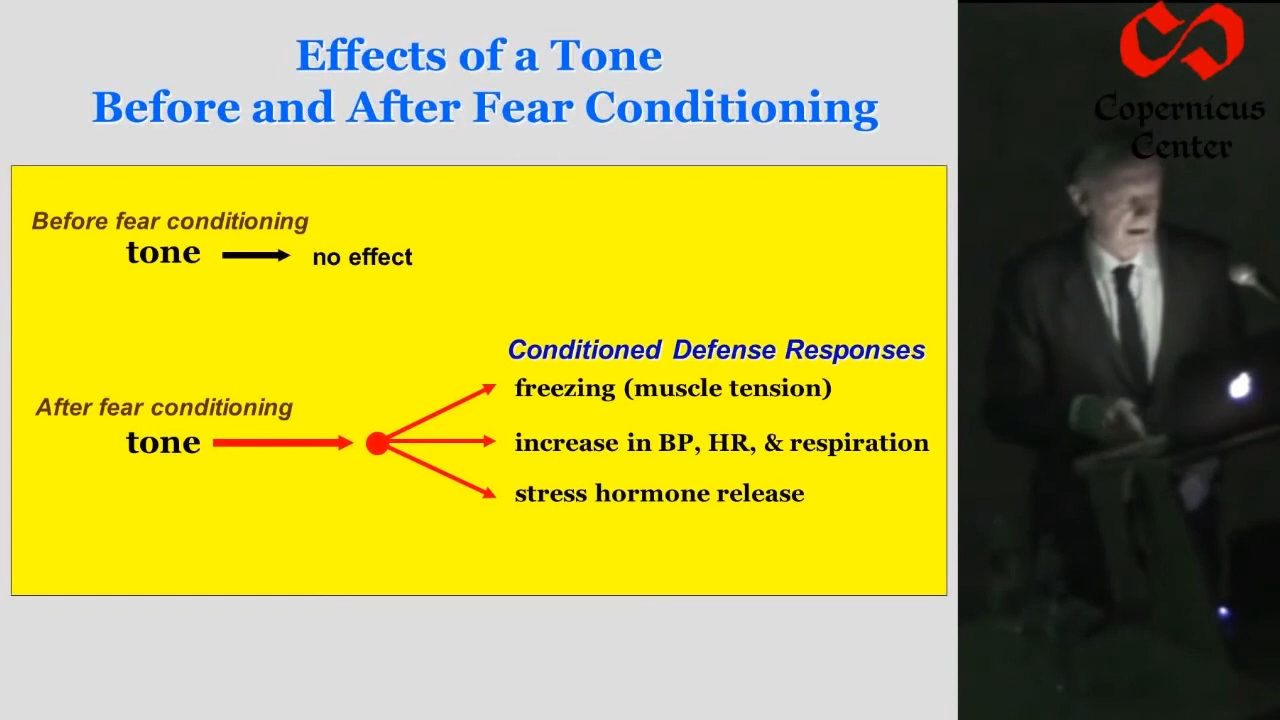 Effects of a Tone
Before and After Fear Conditioning
Copernicus
Center
Before fear conditioning
tone
no effect
Conditioned Defense Responses
freezing (muscle tension)
After fear conditioning
tone
increase in BP, HR, & respiration
stress hormone release